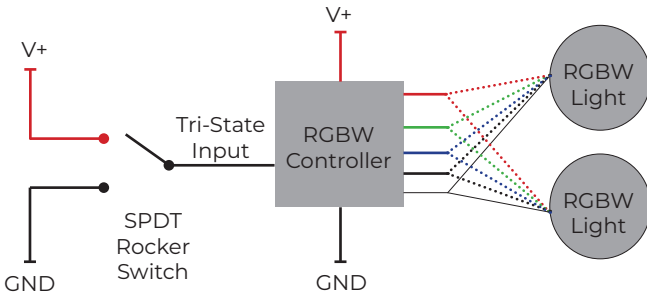 V+
V+
Tri-State
Input
RGBW
Controller
RGBW
Light
RGBW
Light
SPDT
Rocker
Switch
GND
GND